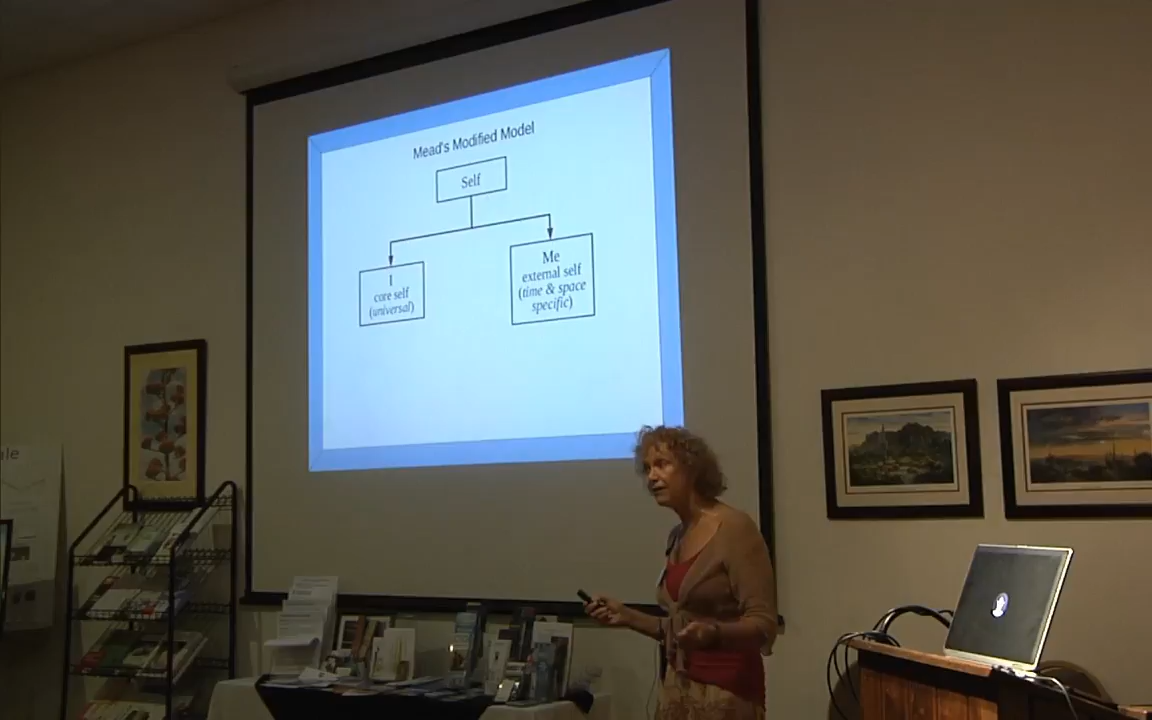 Mead's Modified Model
Self
I
core self
(universal)
Me
external self
(time & space
specific)